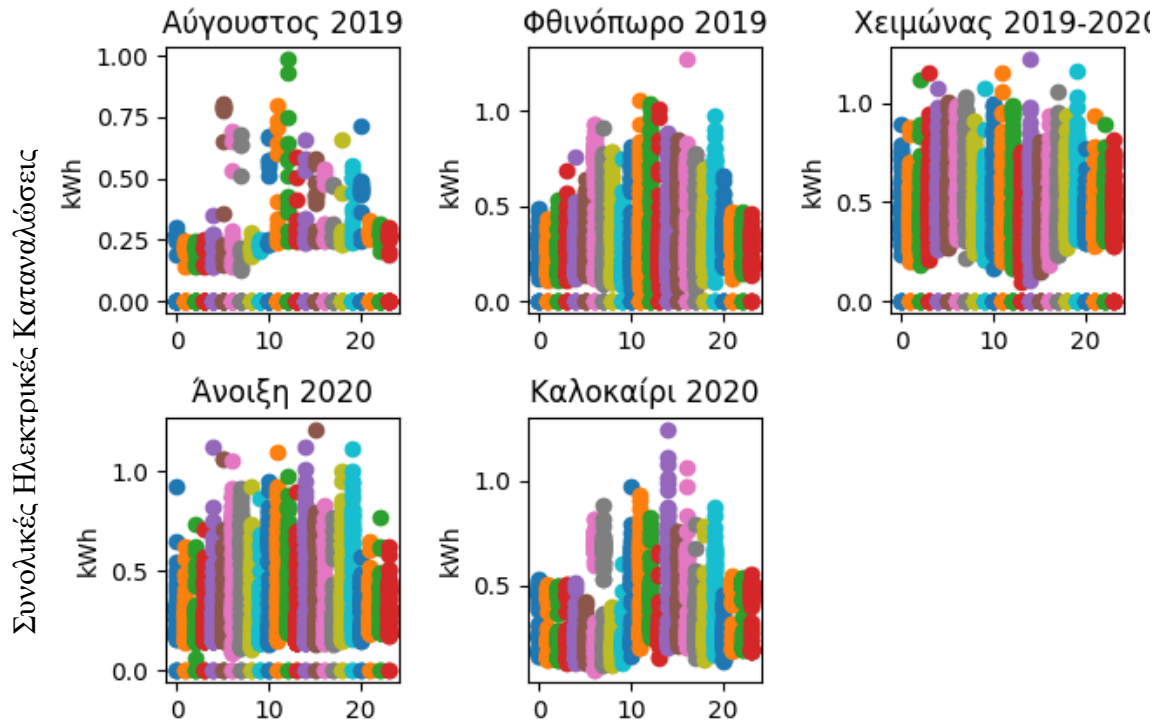 Συνολικές Ηλεκτρικές Καταναλώσεις
Αύγουστος 2019
kWh
1.00
0.75
0.50
0.25
0.00
0 10 20
Φθινόπωρο 2019
kWh
1.0
0.5
0.0
0 10 20
Χειμώνας 2019-2020
kWh
1.0
0.5
0.0
0 10 20
Άνοιξη 2020
kWh
1.0
0.5
0.0
0 10 20
Καλοκαίρι 2020
kWh
1.0
0.5
0 10 20